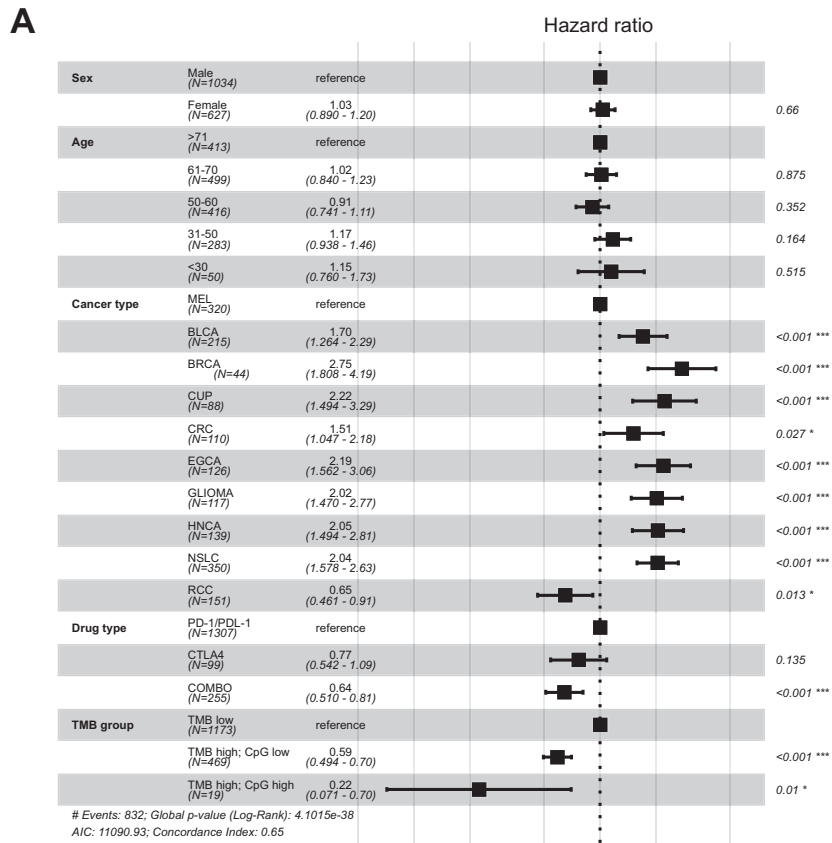 A
Hazard ratio
Sex Male (N=1034) reference
Female (N=627) 1.03 (0.890 - 1.20) 0.66
Age >71 (N=413) reference
61-70 (N=499) 1.02 (0.840 - 1.23) 0.875
50-60 (N=416) 0.91 (0.741 - 1.11) 0.352
31-50 (N=283) 1.17 (0.938 - 1.46) 0.164
<30 (N=50) 1.15 (0.760 - 1.73) 0.515
Cancer type MEL (N=320) reference
BLCA (N=215) 1.70 (1.264 - 2.29) <0.001 ***
BRCA (N=44) 2.75 (1.808 - 4.19) <0.001 ***
CUP (N=88) 2.22 (1.494 - 3.29) <0.001 ***
CRC (N=110) 1.51 (1.047 - 2.18) 0.027 *
EGCA (N=126) 2.19 (1.562 - 3.06) <0.001 ***
GLIOMA (N=117) 2.02 (1.470 - 2.77) <0.001 ***
HNCA (N=139) 2.05 (1.494 - 2.81) <0.001 ***
NSLC (N=350) 2.04 (1.578 - 2.63) <0.001 ***
RCC (N=151) 0.65 (0.461 - 0.91) 0.013 *
Drug type PD-1/PDL-1 (N=1307) reference
CTLA4 (N=99) 0.77 (0.542 - 1.09) 0.135
COMBO (N=255) 0.64 (0.510 - 0.81) <0.001 ***
TMB group TMB low (N=1173) reference
TMB high; CpG low (N=469) 0.59 (0.494 - 0.70) <0.001 ***
TMB high; CpG high (N=19) 0.22 (0.071 - 0.70) 0.01 *
# Events: 832; Global p-value (Log-Rank): 4.1015e-38
AIC: 11090.93; Concordance Index: 0.65